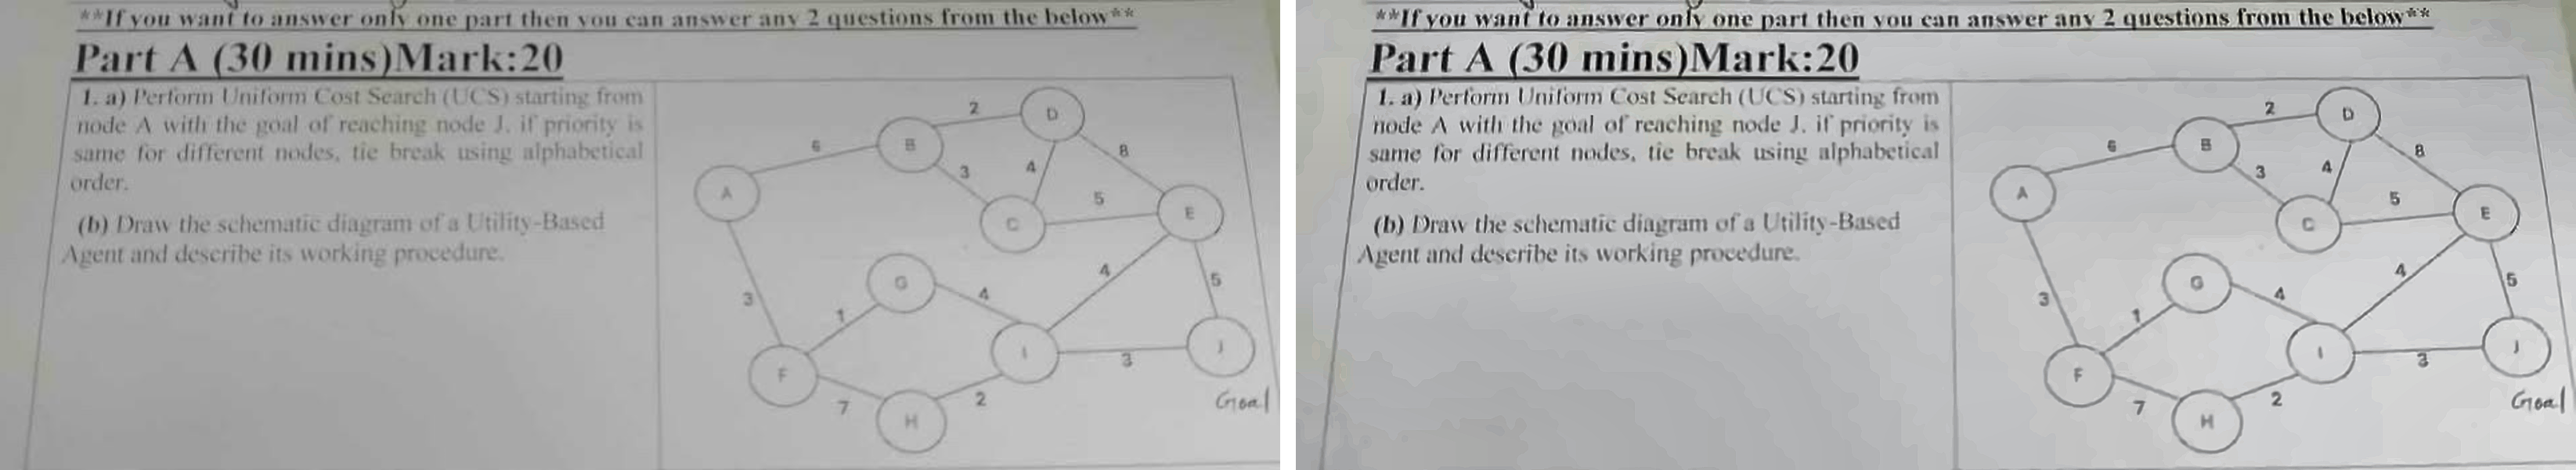 **If you want to answer only one part then you can answer any 2 questions from the below**
Part A (30 mins)Mark:20
1. a) Perform Uniform Cost Search (UCS) starting from
node A with the goal of reaching node J. if priority is
same for different nodes, tie break using alphabetical
order.
(b) Draw the schematic diagram of a Utility-Based
Agent and describe its working procedure.
2
D
6
B
8
A
3
4
5
E
C
G
4
4
5
3
1
I
J
3
F
Goal
7
2
H
**If you want to answer only one part then you can answer any 2 questions from the below**
Part A (30 mins)Mark:20
1. a) Perform Uniform Cost Search (UCS) starting from
node A with the goal of reaching node J. if priority is
same for different nodes, tie break using alphabetical
order.
(b) Draw the schematic diagram of a Utility-Based
Agent and describe its working procedure.
2
D
6
B
8
A
3
4
5
E
C
G
4
4
5
3
1
I
J
3
F
Goal
7
2
H